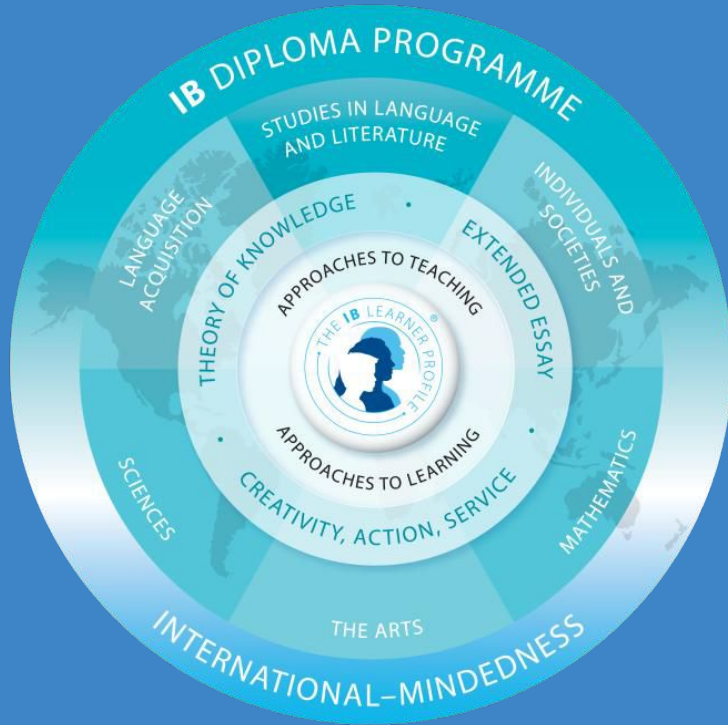 IB DIPLOMA PROGRAMME
STUDIES IN LANGUAGE
AND LITERATURE
LANGUAGE
ACQUISITION
INDIVIDUALS AND
SOCIETIES
THEORY OF KNOWLEDGE •
EXTENDED ESSAY •
APPROACHES TO TEACHING
THE IB LEARNER PROFILE ®
APPROACHES TO LEARNING
CREATIVITY, ACTION, SERVICE •
SCIENCES
MATHEMATICS
THE ARTS
INTERNATIONAL–MINDEDNESS